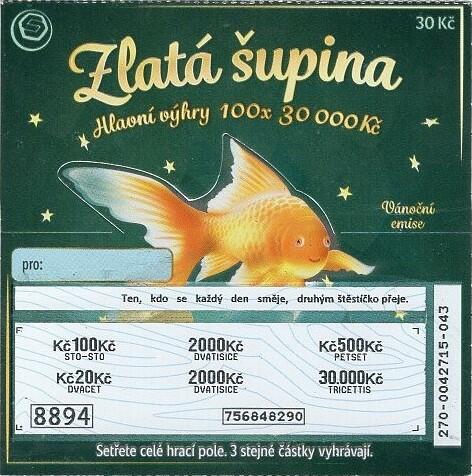 30 Kč
Zlatá šupina
Hlavní výhry 100x 30 000 Kč
Vánoční
emise
pro:
Ten, kdo se každý den směje, druhým štěstíčko přeje.
Kč100Kč 2000Kč Kč500Kč
STO-STO DVATISICE PETSET
Kč20Kč 2000Kč 30.000Kč
DVACET DVATISICE TRICETTIS
8894 756848290
270-0042715-043
Setřete celé hrací pole. 3 stejné částky vyhrávají.